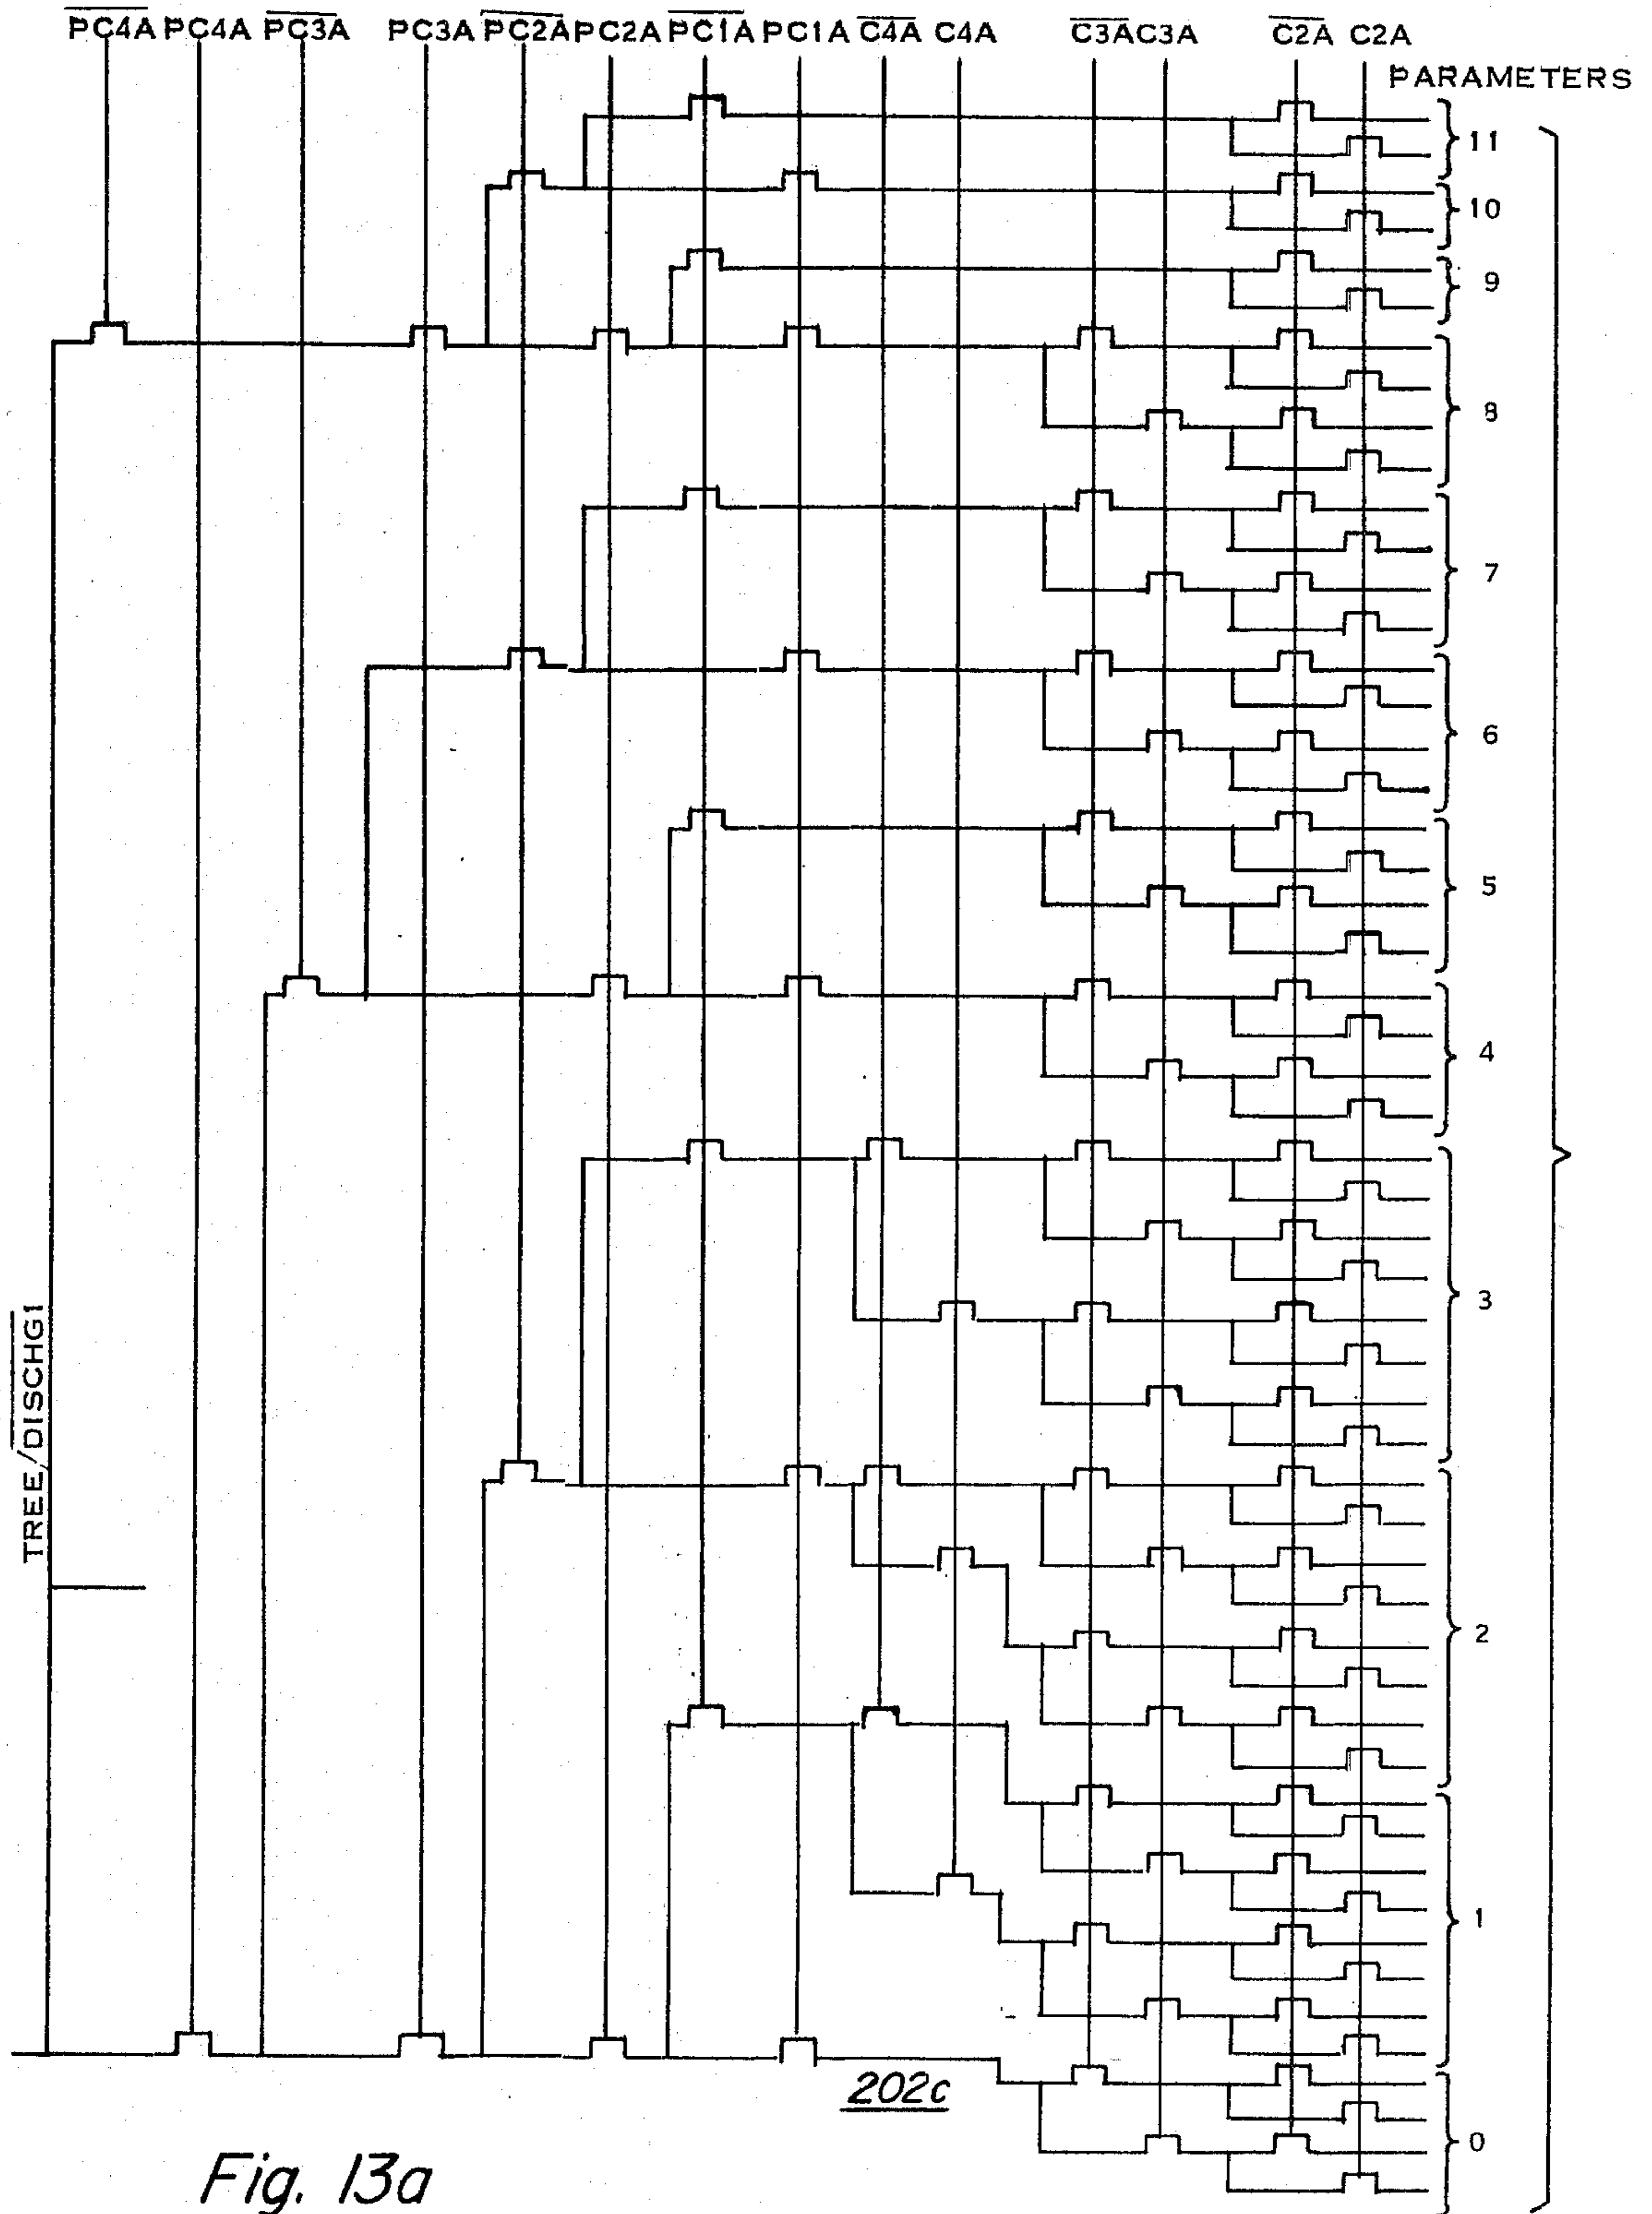 PC4A PC4A PC3A PC3A PC2A PC2A PC1A PC1A C4A C4A C3A C3A C2A C2A
PARAMETERS
11
10
9
8
7
6
5
4
3
2
1
0
TREE/DISCHG1
202c
Fig. 13a